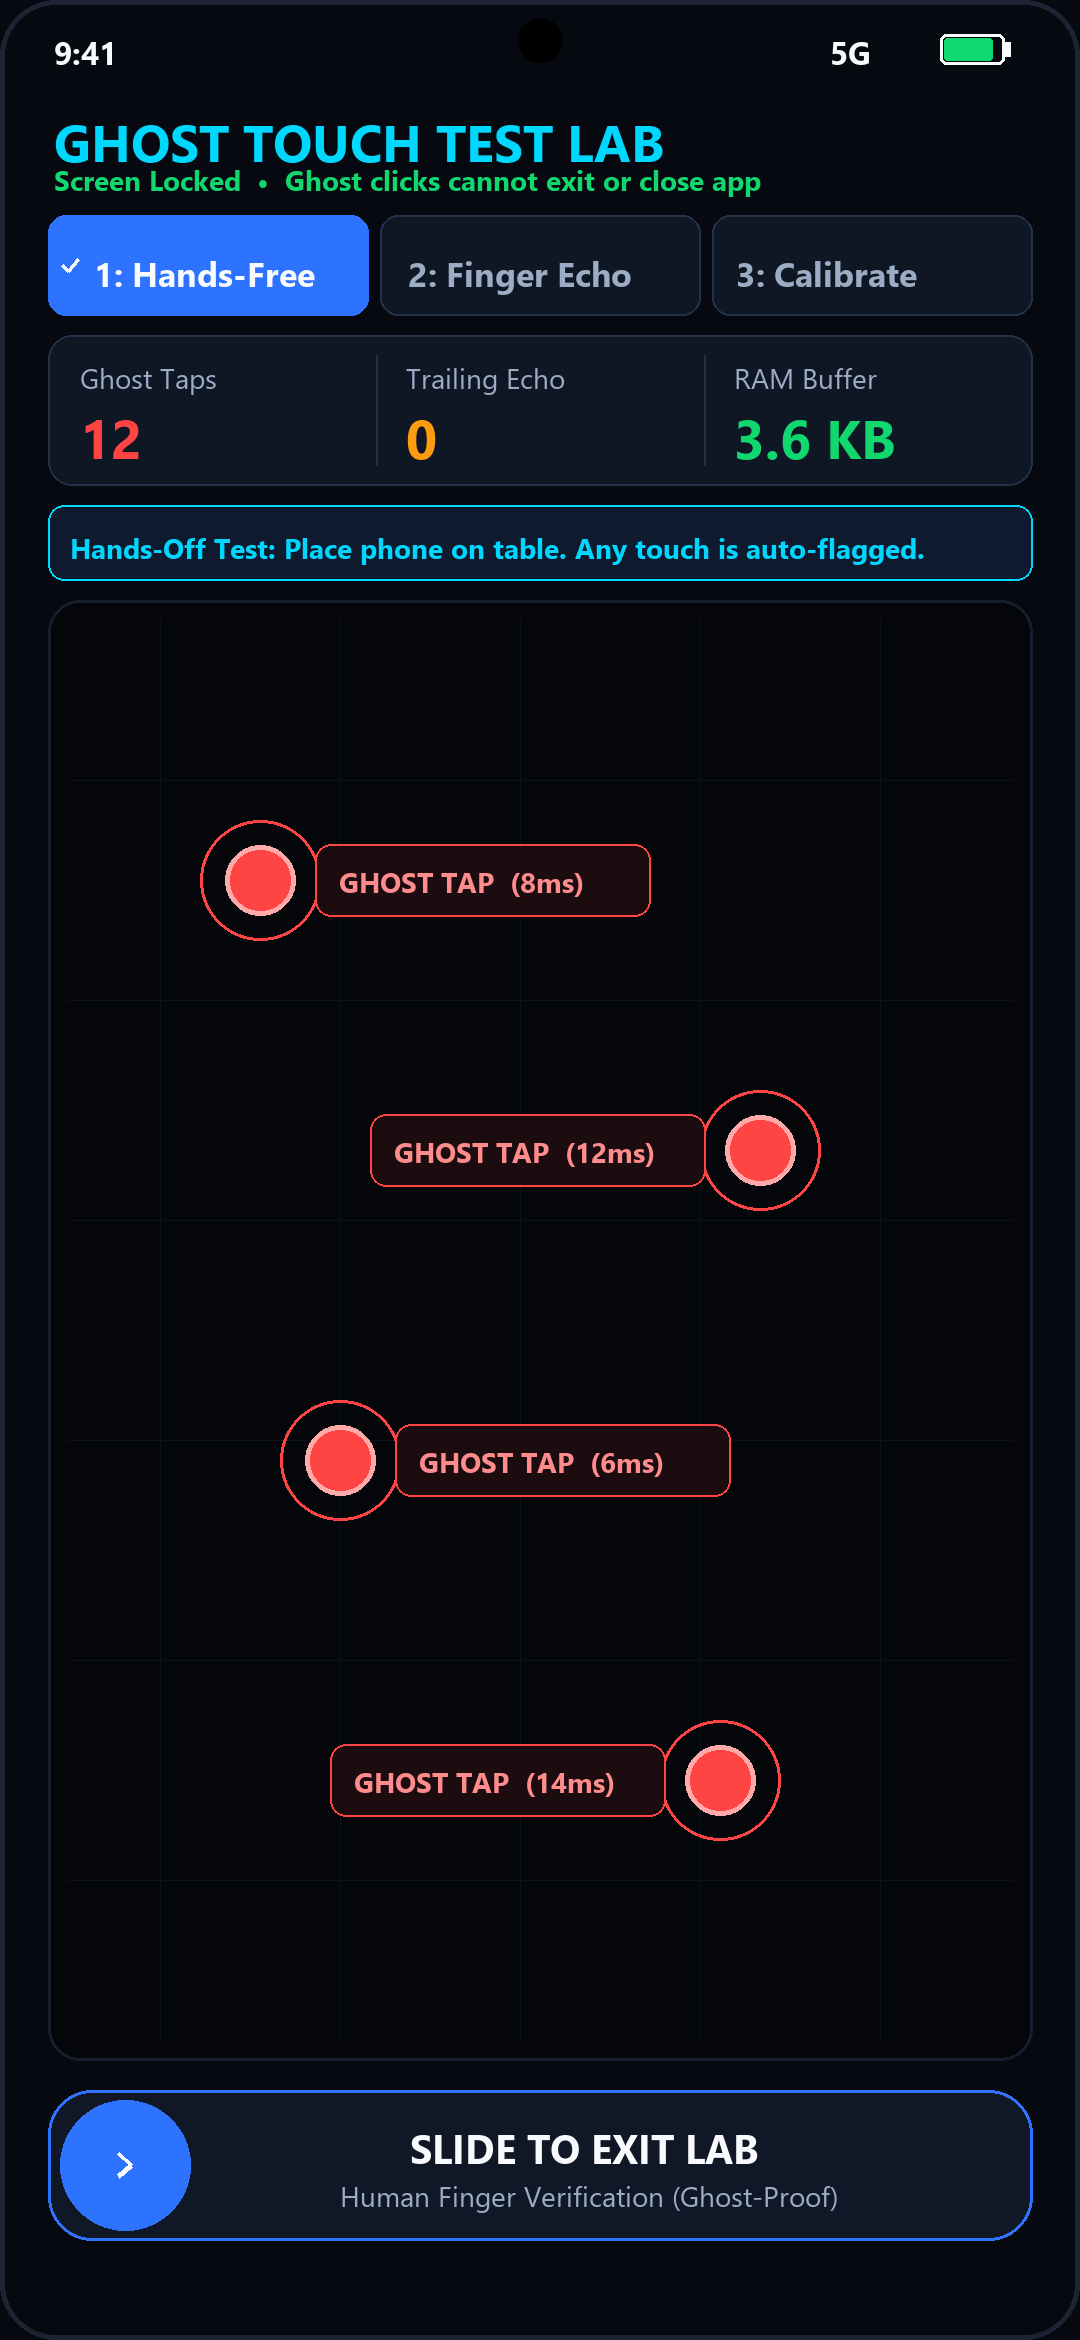 9:41
5G
GHOST TOUCH TEST LAB
Screen Locked • Ghost clicks cannot exit or close app
1: Hands-Free
2: Finger Echo
3: Calibrate
Ghost Taps
Trailing Echo
RAM Buffer
12
0
3.6 KB
Hands-Off Test: Place phone on table. Any touch is auto-flagged.
GHOST TAP (8ms)
GHOST TAP (12ms)
GHOST TAP (6ms)
GHOST TAP (14ms)
SLIDE TO EXIT LAB
Human Finger Verification (Ghost-Proof)